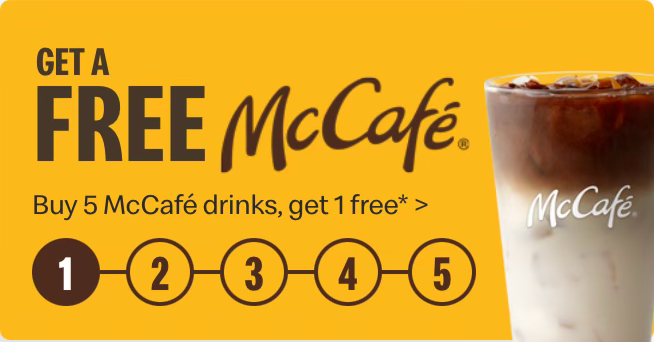 GET A
FREE McCafé®
Buy 5 McCafé drinks, get 1 free* >
1 2 3 4 5
McCafé®